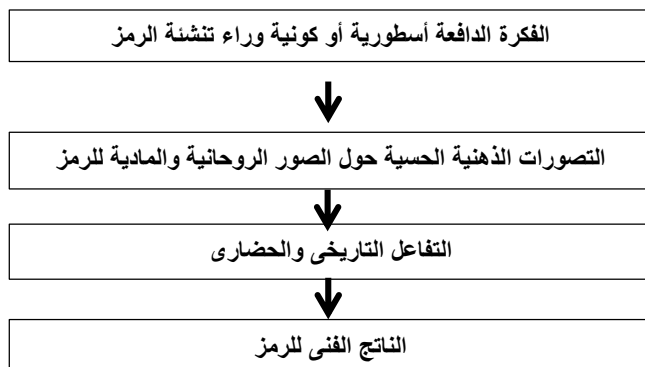 الفكرة الدافعة أسطورية أو كونية وراء تنشئة الرمز
التصورات الذهنية الحسية حول الصور الروحانية والمادية للرمز
التفاعل التاريخى والحضارى
الناتج الفنى للرمز